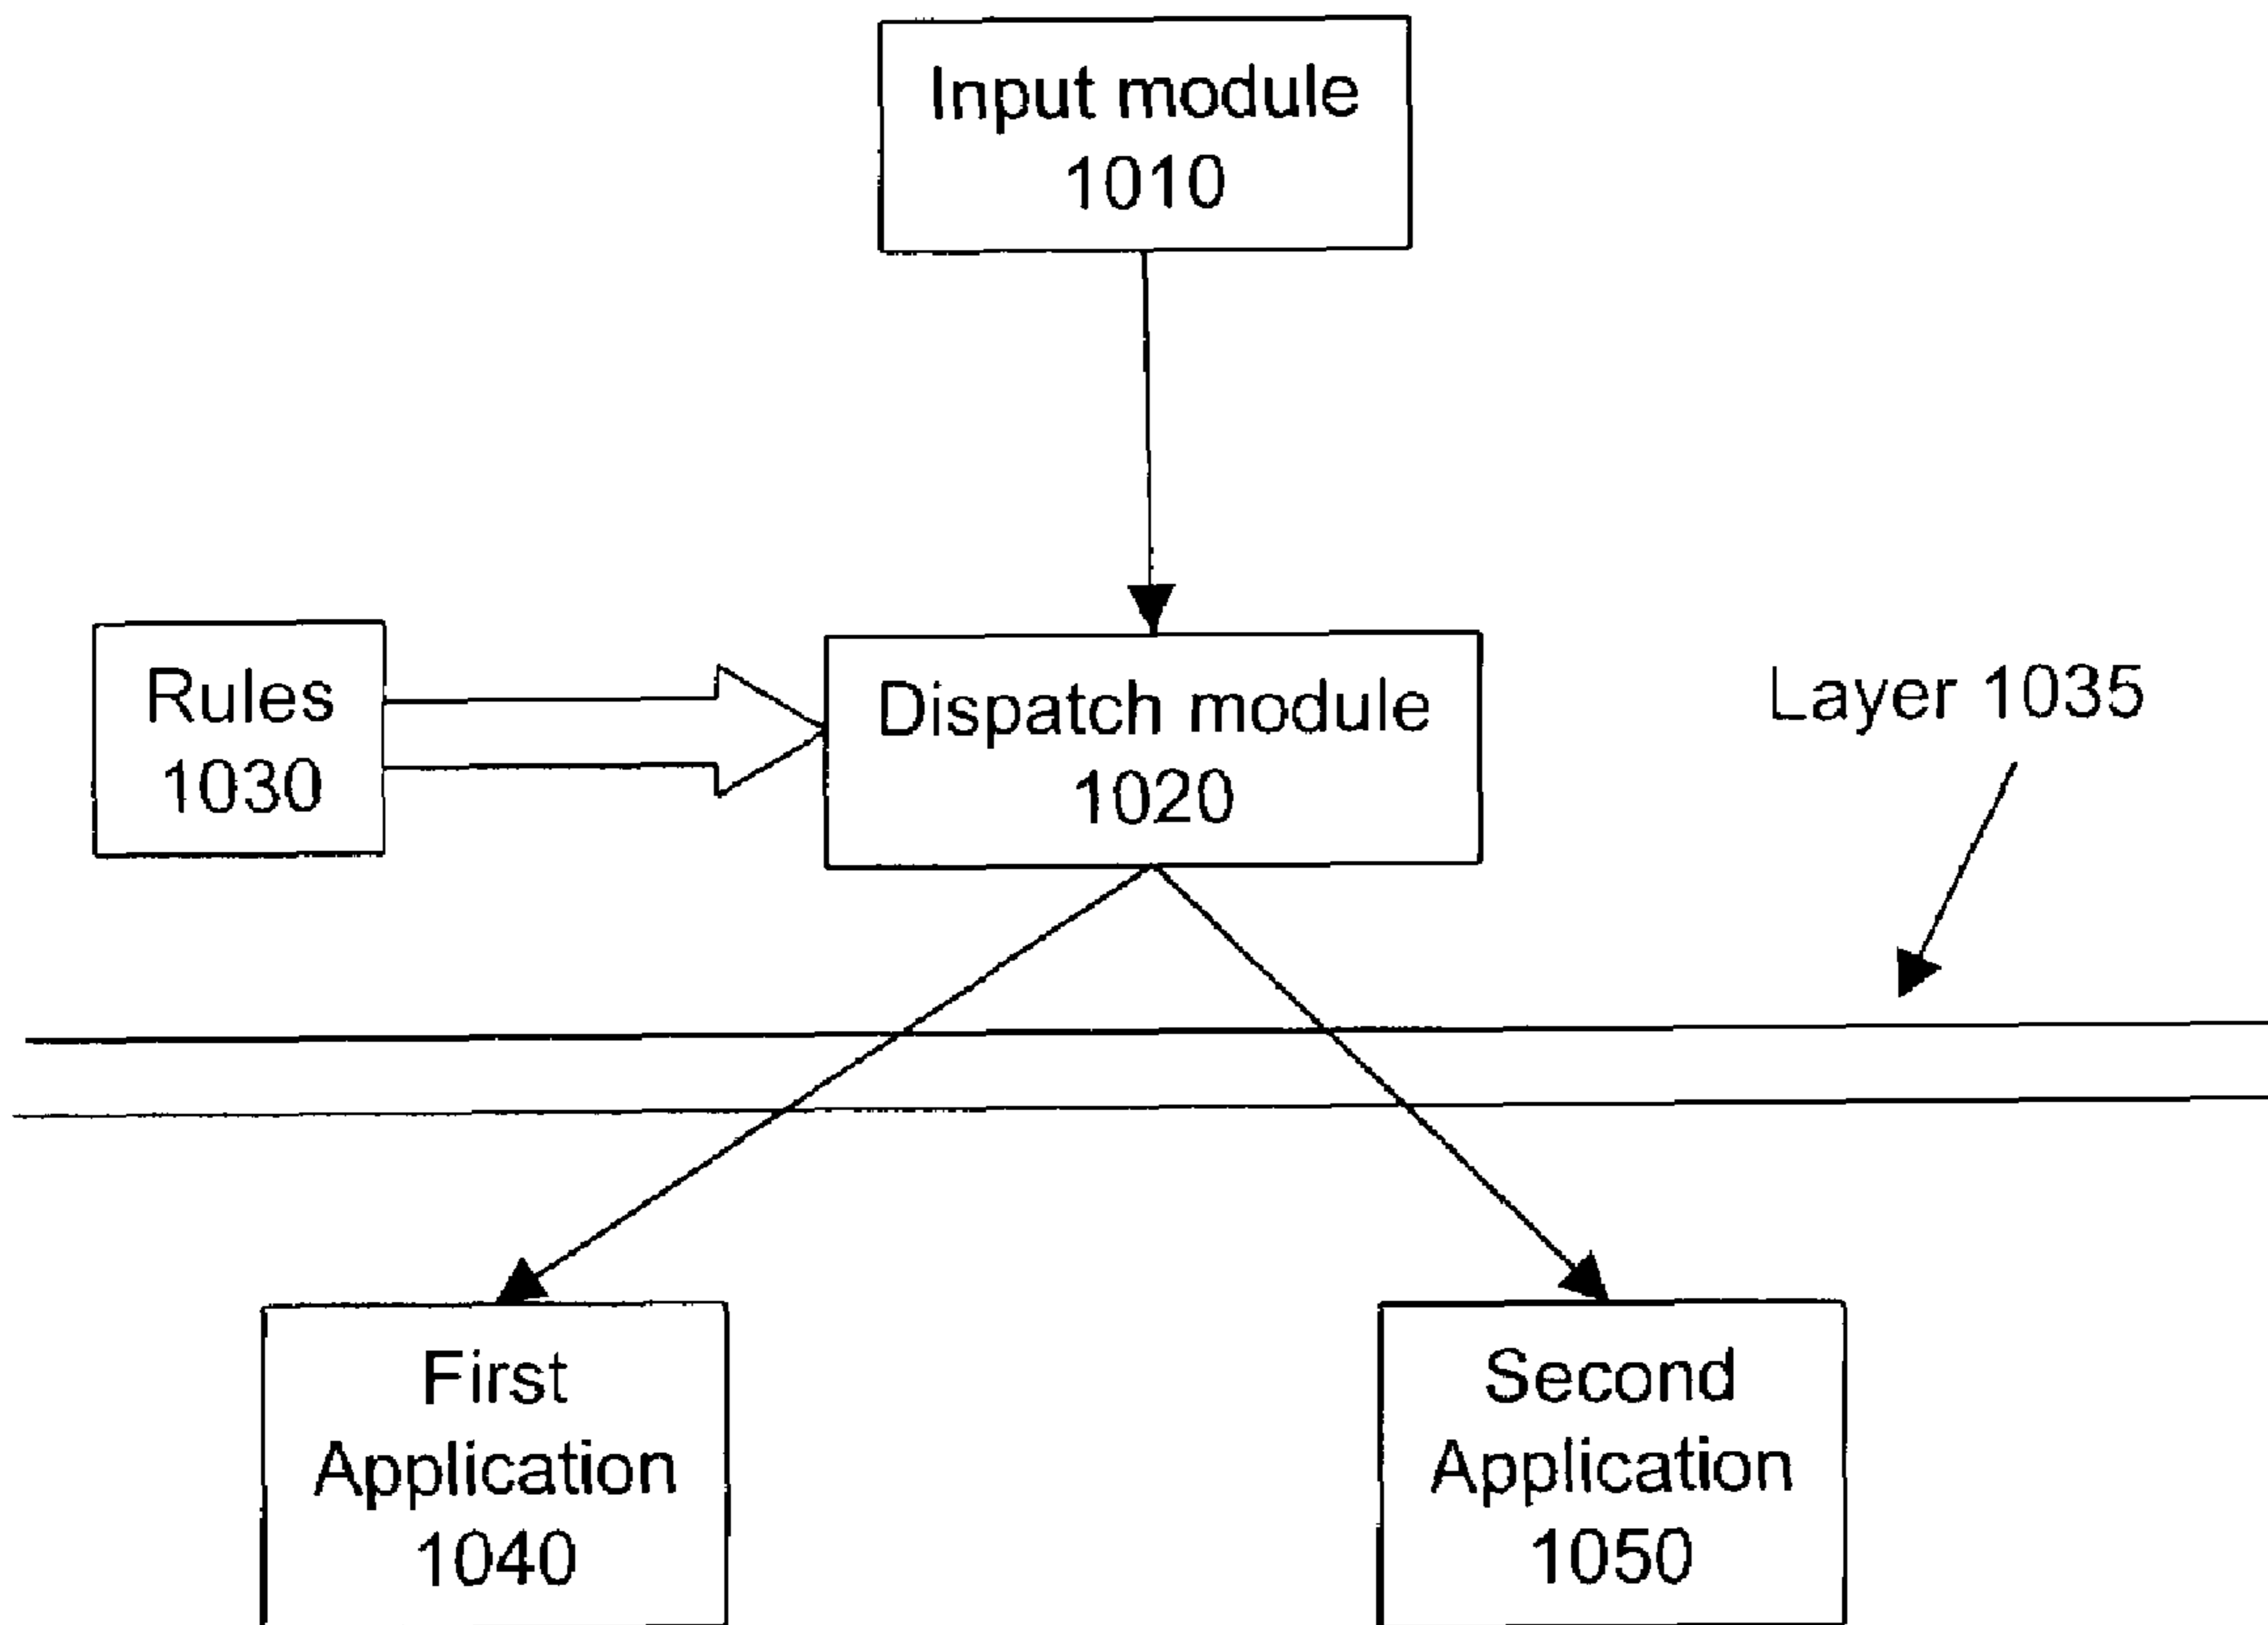 Input module
1010
Rules
1030
Dispatch module
1020
Layer 1035
First
Application
1040
Second
Application
1050